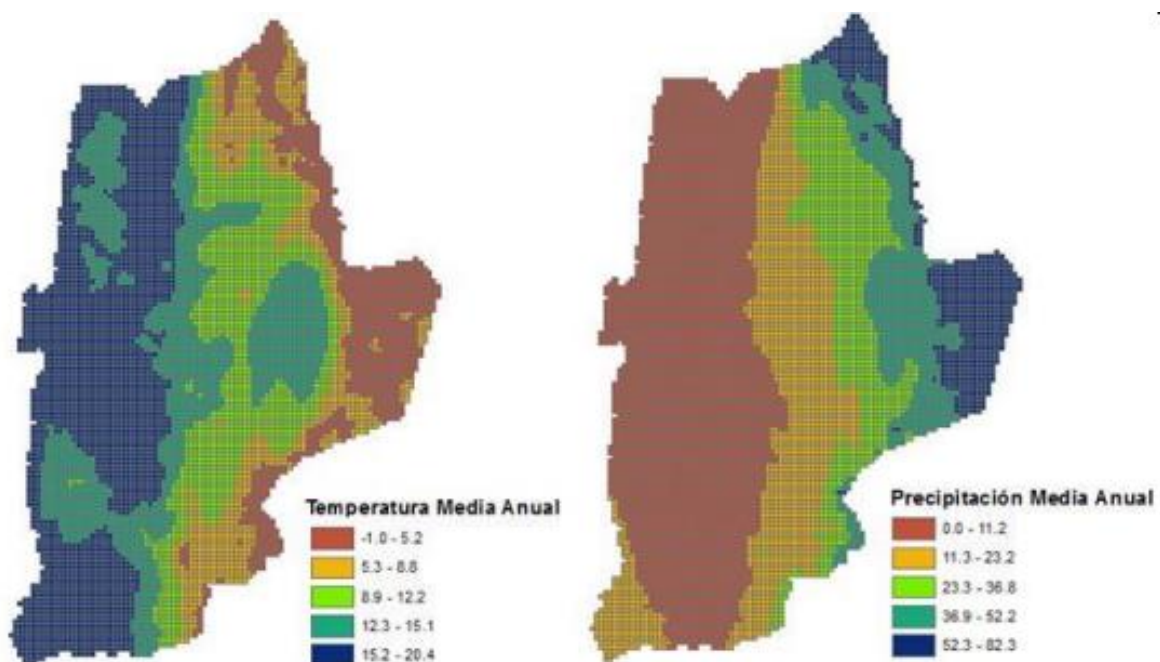 Temperatura Media Anual
-1.0 - 5.2
5.3 - 8.8
8.9 - 12.2
12.3 - 15.1
15.2 - 20.4
Precipitación Media Anual
0.0 - 11.2
11.3 - 23.2
23.3 - 36.8
36.9 - 52.2
52.3 - 82.3